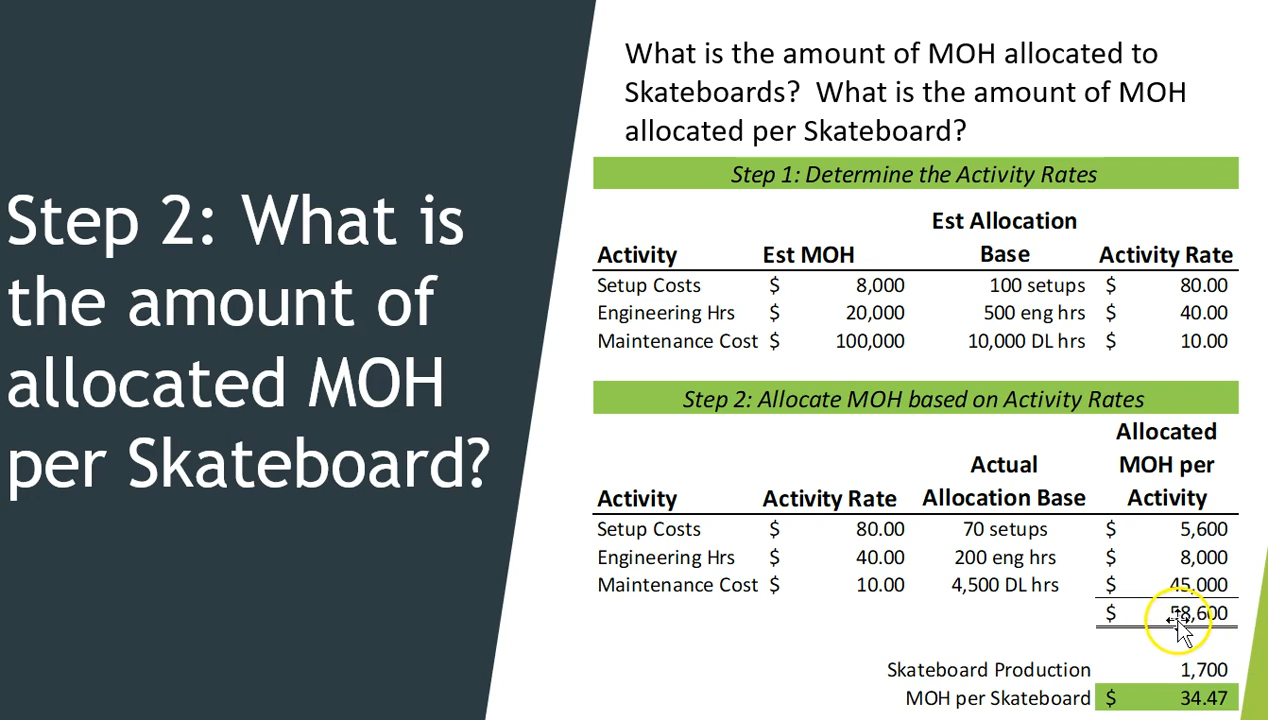 Step 2: What is
the amount of
allocated MOH
per Skateboard?
What is the amount of MOH allocated to
Skateboards? What is the amount of MOH
allocated per Skateboard?
Step 1: Determine the Activity Rates
Est Allocation
Activity Est MOH Base Activity Rate
Setup Costs $ 8,000 100 setups $ 80.00
Engineering Hrs $ 20,000 500 eng hrs $ 40.00
Maintenance Cost $ 100,000 10,000 DL hrs $ 10.00
Step 2: Allocate MOH based on Activity Rates
Allocated
Actual MOH per
Activity Activity Rate Allocation Base Activity
Setup Costs $ 80.00 70 setups $ 5,600
Engineering Hrs $ 40.00 200 eng hrs $ 8,000
Maintenance Cost $ 10.00 4,500 DL hrs $ 45,000
$ 58,600
Skateboard Production 1,700
MOH per Skateboard $ 34.47